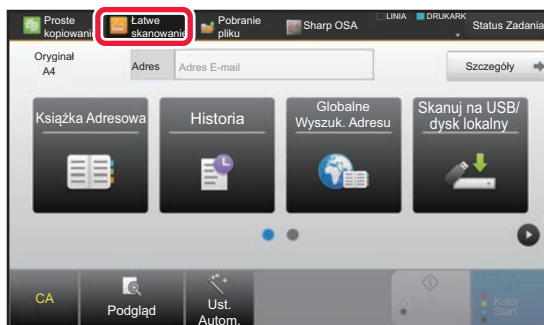 Proste
kopiowanie
Łatwe
skanowanie
Pobranie
pliku
Sharp OSA
LINIA
DRUKARK
Status Zadania
Oryginał
A4
Adres
Adres E-mail
Szczegóły
Książka Adresowa
Historia
Globalne
Wyszuk. Adresu
Skanuj na USB/
dysk lokalny
CA
Podgląd
Ust.
Autom.
Kolor
Start